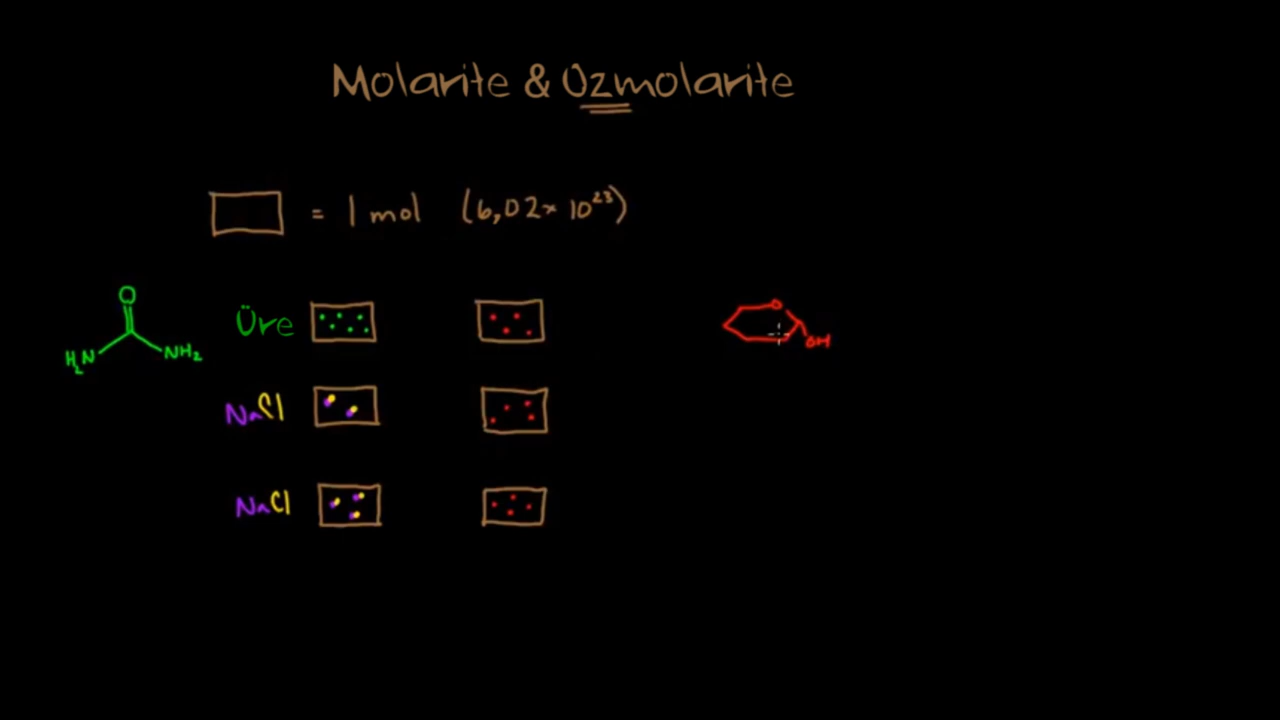 Molarite & Ozmolarite
= 1 mol (6,02 × 10²³)
O
H₂N
NH₂
Üre
O
OH
NaCl
NaCl